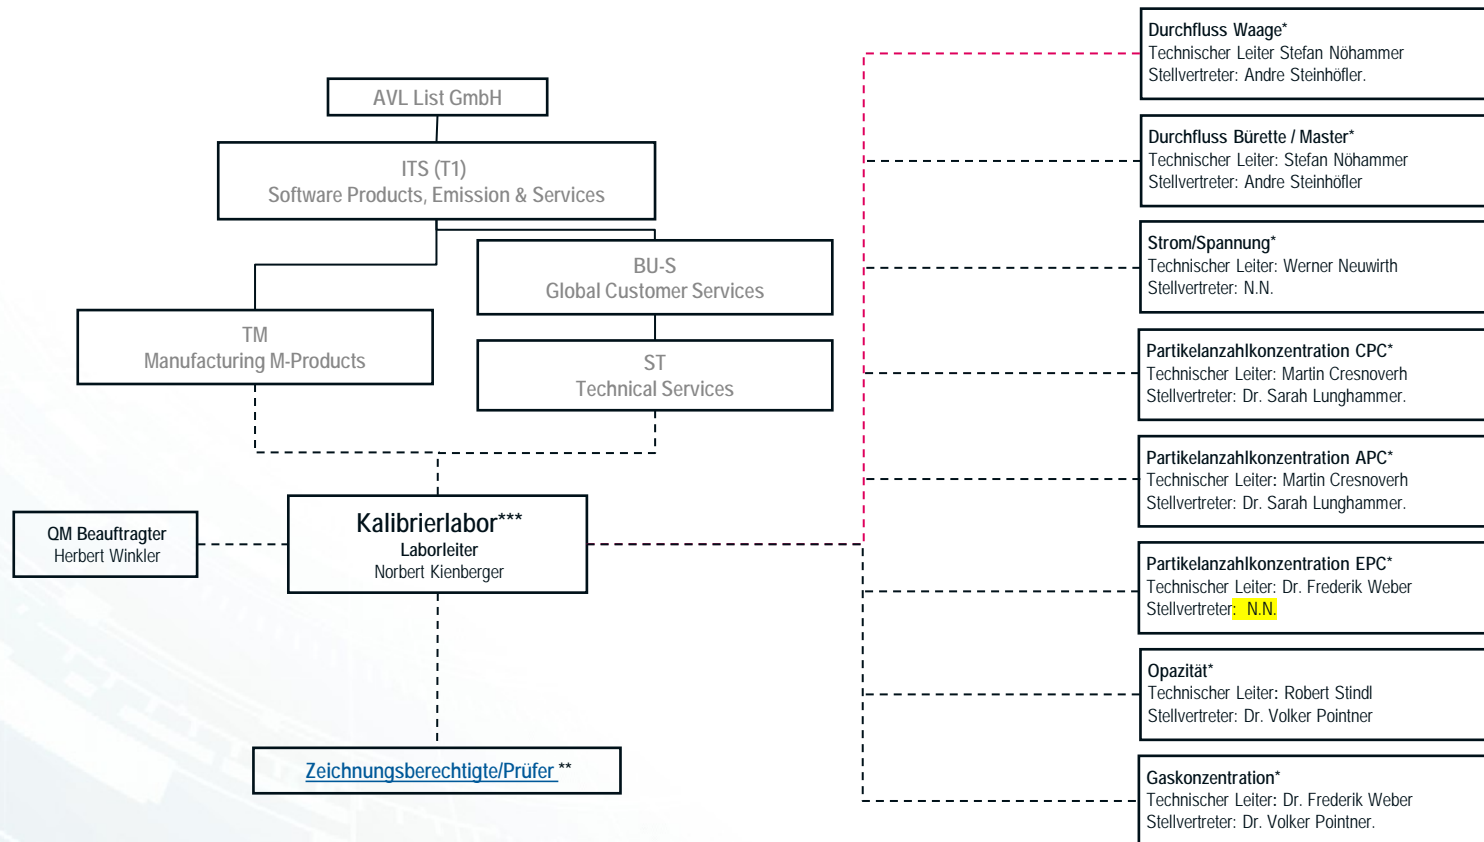 AVL List GmbH
ITS (T1)
Software Products, Emission & Services
BU-S
Global Customer Services
TM
Manufacturing M-Products
ST
Technical Services
QM Beauftragter
Herbert Winkler
Kalibrierlabor***
Laborleiter
Norbert Kienberger
Zeichnungsberechtigte/Prüfer **
Durchfluss Waage*
Technischer Leiter Stefan Nöhammer
Stellvertreter: Andre Steinhöfler.
Durchfluss Bürette / Master*
Technischer Leiter: Stefan Nöhammer
Stellvertreter: Andre Steinhöfler
Strom/Spannung*
Technischer Leiter: Werner Neuwirth
Stellvertreter: N.N.
Partikelanzahlkonzentration CPC*
Technischer Leiter: Martin Cresnoverh
Stellvertreter: Dr. Sarah Lunghammer.
Partikelanzahlkonzentration APC*
Technischer Leiter: Martin Cresnoverh
Stellvertreter: Dr. Sarah Lunghammer.
Partikelanzahlkonzentration EPC*
Technischer Leiter: Dr. Frederik Weber
Stellvertreter: N.N.
Opazität*
Technischer Leiter: Robert Stindl
Stellvertreter: Dr. Volker Pointner
Gaskonzentration*
Technischer Leiter: Dr. Frederik Weber
Stellvertreter: Dr. Volker Pointner.